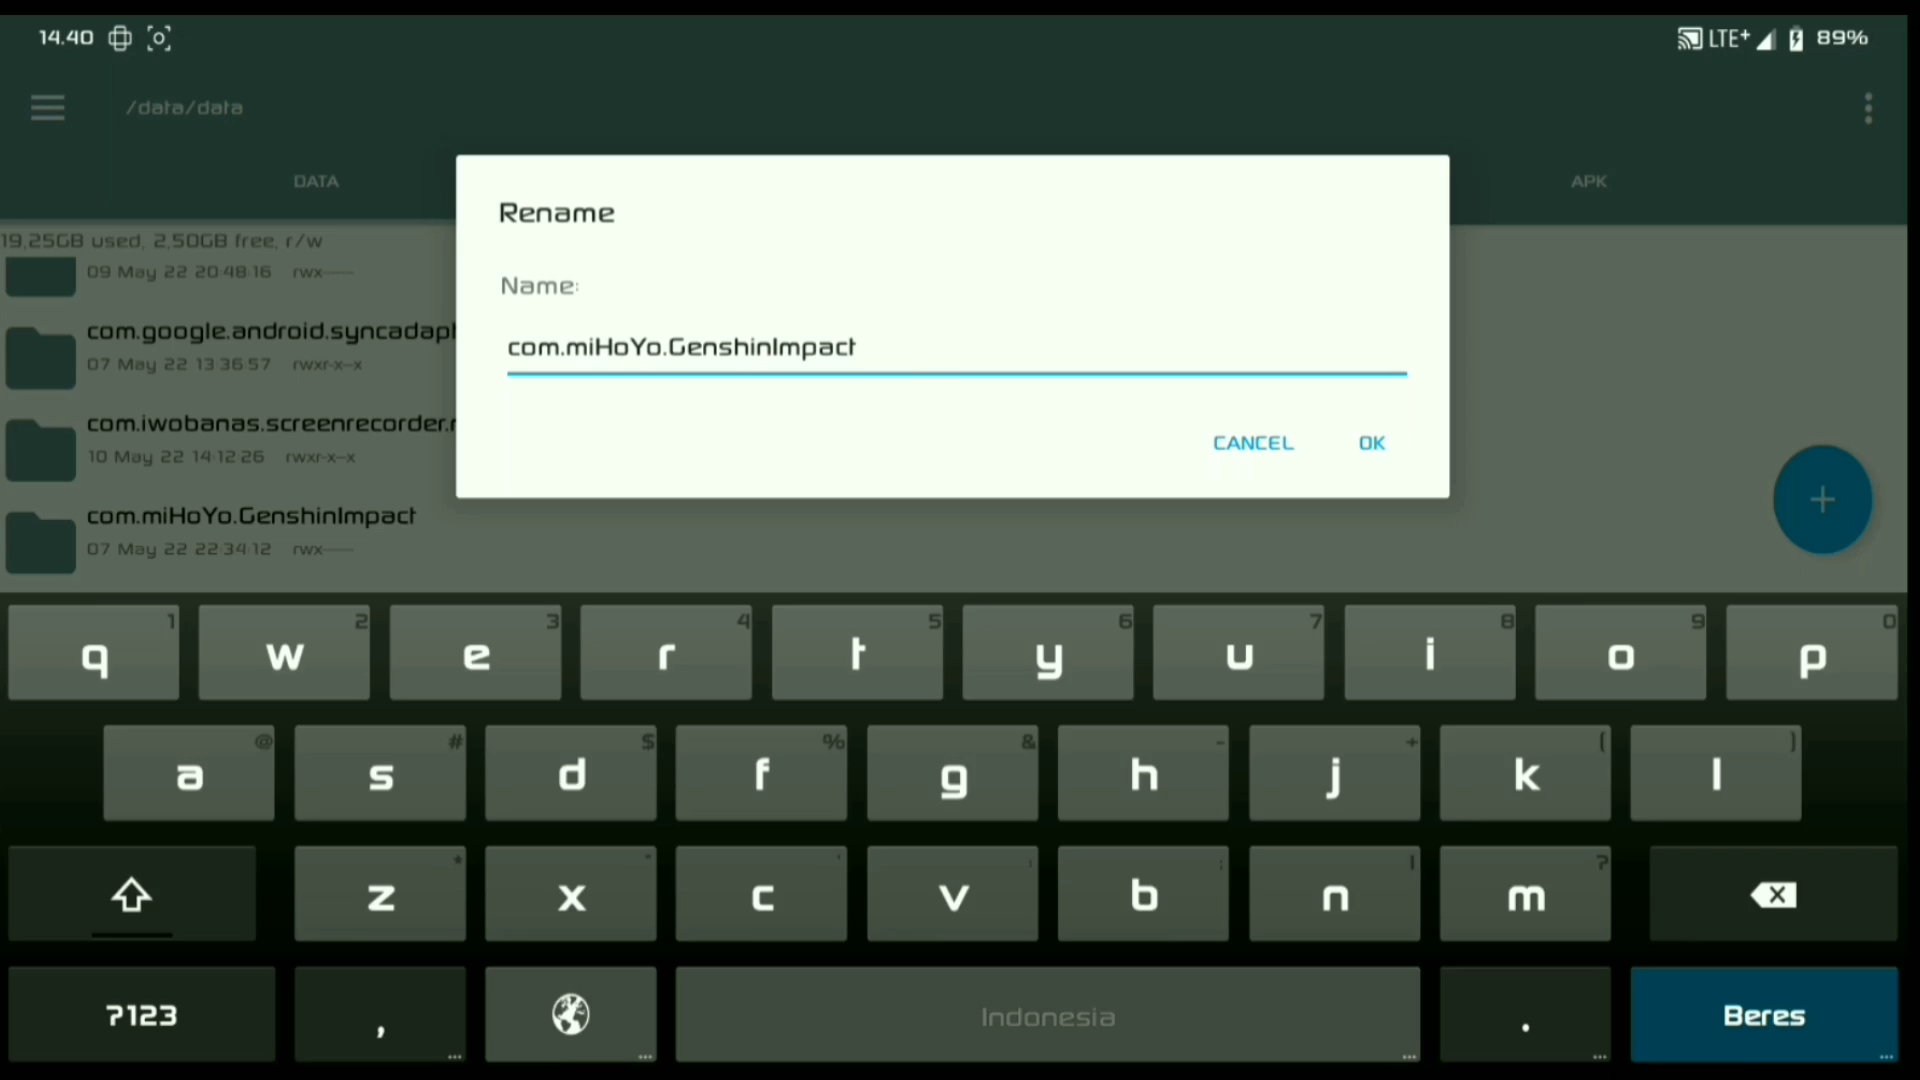 14.40
LTE+
89%
/data/data
DATA
APK
19,25GB used, 2,50GB free, r/w
09 May 22 20:48:16 rwx------
com.google.android.syncadapt
07 May 22 13:36:57 rwxr-x--x
com.iwobanas.screenrecorder.
10 May 22 14:12:26 rwxr-x--x
com.miHoYo.GenshinImpact
07 May 22 22:34:12 rwx------
Rename
Name:
com.miHoYo.GenshinImpact
CANCEL
OK
+
q 1 w 2 e 3 r 4 t 5 y 6 u 7 i 8 o 9 p 0
a @ s # d $ f % g & h - j + k ( l )
z * x " c ' v : b ; n ! m ?
?123 , Indonesia . Beres